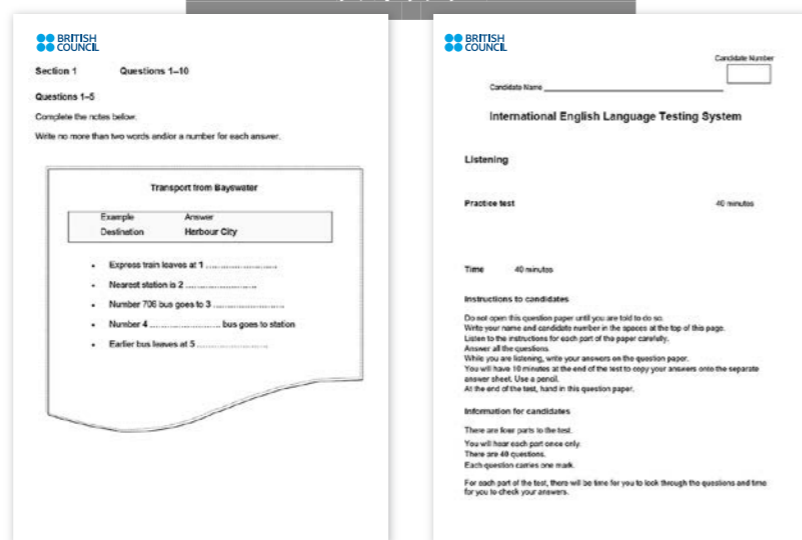 BRITISH
COUNCIL
Section 1 Questions 1–10
Questions 1–5
Complete the notes below.
Write no more than two words and/or a number for each answer.
Transport from Bayswater
Example Answer
Destination Harbour City
• Express train leaves at 1 ............................
• Nearest station is 2 ............................
• Number 706 bus goes to 3 ............................
• Number 4 ............................ bus goes to station
• Earlier bus leaves at 5 ............................
BRITISH
COUNCIL
Candidate Number
Candidate Name ____________________
International English Language Testing System
Listening
Practice test 40 minutes
Time 40 minutes
Instructions to candidates
Do not open this question paper until you are told to do so.
Write your name and candidate number in the spaces at the top of this page.
Listen to the instructions for each part of the paper carefully.
Answer all the questions.
While you are listening, write your answers on the question paper.
You will have 10 minutes at the end of the test to copy your answers onto the separate
answer sheet. Use a pencil.
At the end of the test, hand in this question paper.
Information for candidates
There are four parts to the test.
You will hear each part once only.
There are 40 questions.
Each question carries one mark.
For each part of the test, there will be time for you to look through the questions and time
for you to check your answers.